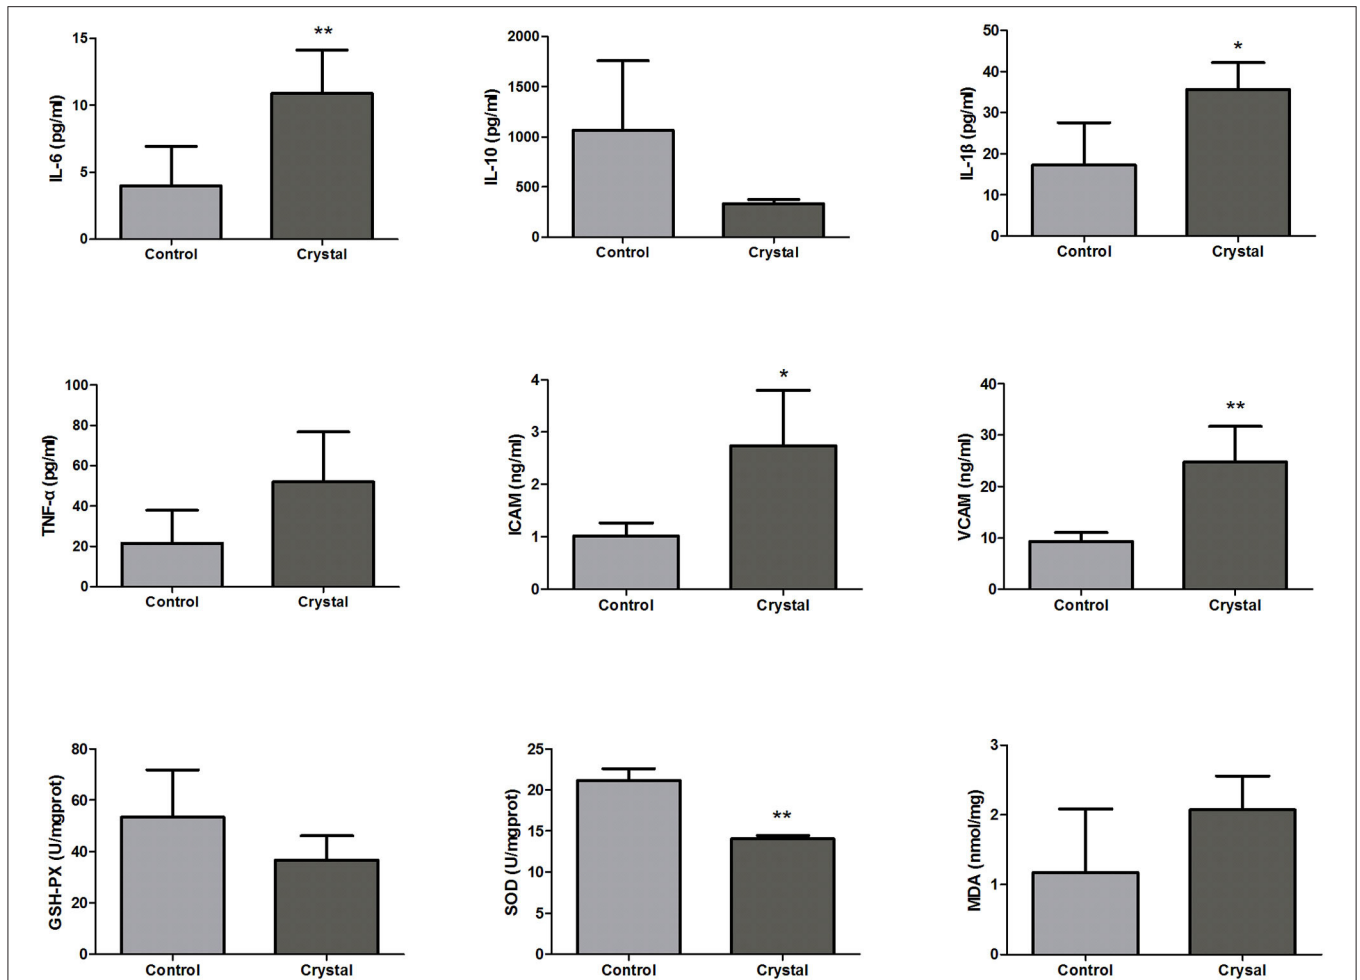 IL-6 (pg/ml)
15
10
5
0
**
Control Crystal
IL-10 (pg/ml)
2000
1500
1000
500
0
Control Crystal
IL-1β (pg/ml)
50
40
30
20
10
0
*
Control Crystal
TNF-α (pg/ml)
100
80
60
40
20
0
Control Crystal
ICAM (ng/ml)
4
3
2
1
0
*
Control Crystal
VCAM (ng/ml)
40
30
20
10
0
**
Control Crystal
GSH-PX (U/mgprot)
80
60
40
20
0
Control Crystal
SOD (U/mgprot)
25
20
15
10
5
0
**
Control Crystal
MDA (nmol/mg)
3
2
1
0
Control Crysal